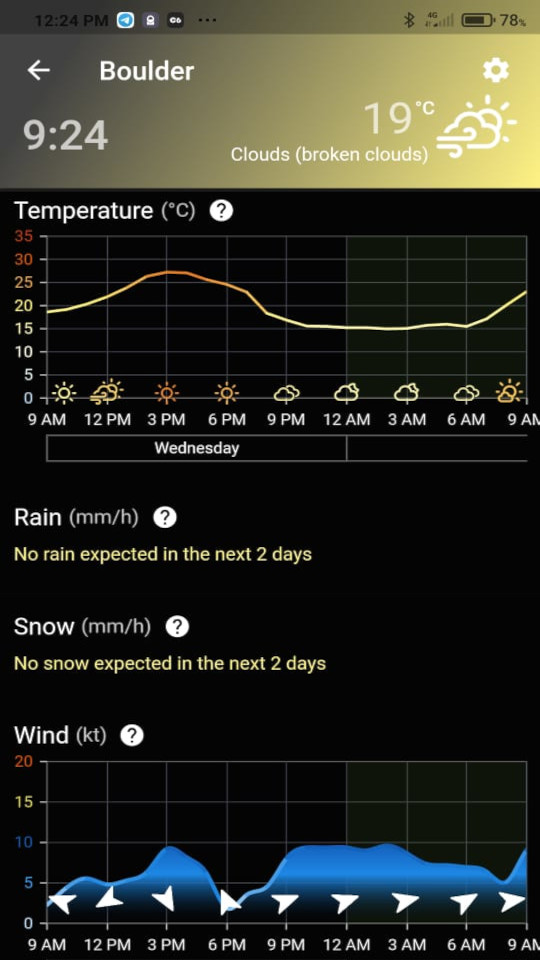 12:24 PM C6 ... 4G 78%
Boulder
9:24
19°C
Clouds (broken clouds)
Temperature (°C) ?
35
30
25
20
15
10
5
0
9 AM 12 PM 3 PM 6 PM 9 PM 12 AM 3 AM 6 AM 9 AM
Wednesday
Rain (mm/h) ?
No rain expected in the next 2 days
Snow (mm/h) ?
No snow expected in the next 2 days
Wind (kt) ?
20
15
10
5
0
9 AM 12 PM 3 PM 6 PM 9 PM 12 AM 3 AM 6 AM 9 AM